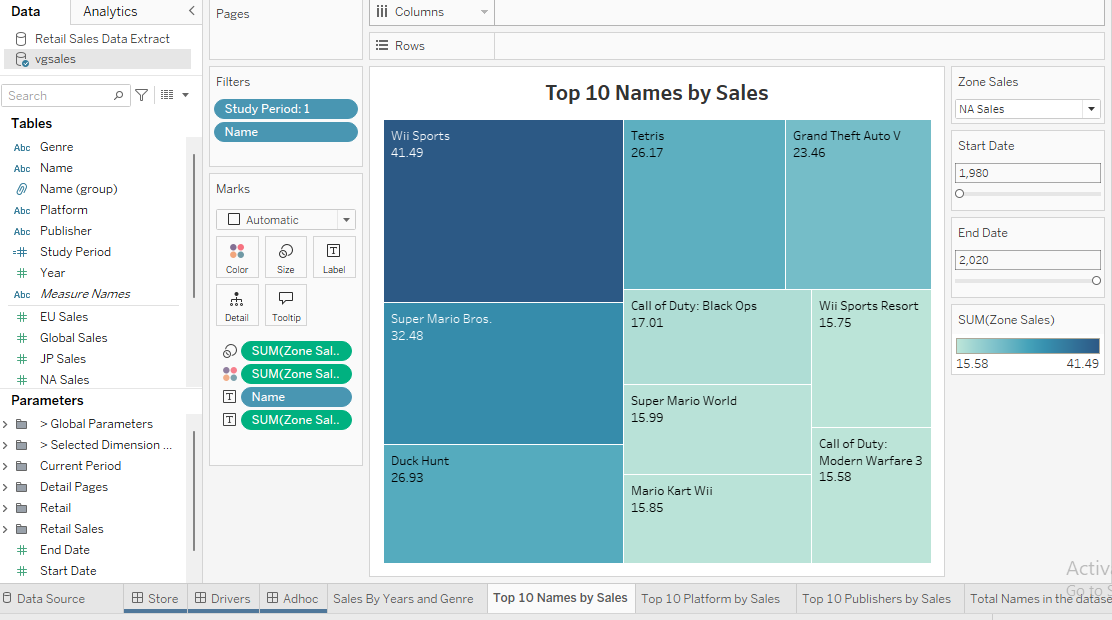 Data
Analytics
Retail Sales Data Extract
vgsales
Search
Tables
Abc Genre
Abc Name
Name (group)
Abc Platform
Abc Publisher
Study Period
Year
Abc Measure Names
EU Sales
Global Sales
JP Sales
NA Sales
Parameters
> Global Parameters
> Selected Dimension ...
Current Period
Detail Pages
Retail
Retail Sales
End Date
Start Date
Pages
Filters
Study Period: 1
Name
Marks
Automatic
Color Size Label
Detail Tooltip
SUM(Zone Sal..
SUM(Zone Sal..
Name
SUM(Zone Sal..
Columns
Rows
Top 10 Names by Sales
Wii Sports
41.49
Super Mario Bros.
32.48
Duck Hunt
26.93
Tetris
26.17
Grand Theft Auto V
23.46
Call of Duty: Black Ops
17.01
Super Mario World
15.99
Mario Kart Wii
15.85
Wii Sports Resort
15.75
Call of Duty:
Modern Warfare 3
15.58
Zone Sales
NA Sales
Start Date
1,980
End Date
2,020
SUM(Zone Sales)
15.58 41.49
Activ
Go to S
Data Source
Store
Drivers
Adhoc
Sales By Years and Genre
Top 10 Names by Sales
Top 10 Platform by Sales
Top 10 Publishers by Sales
Total Names in the datase